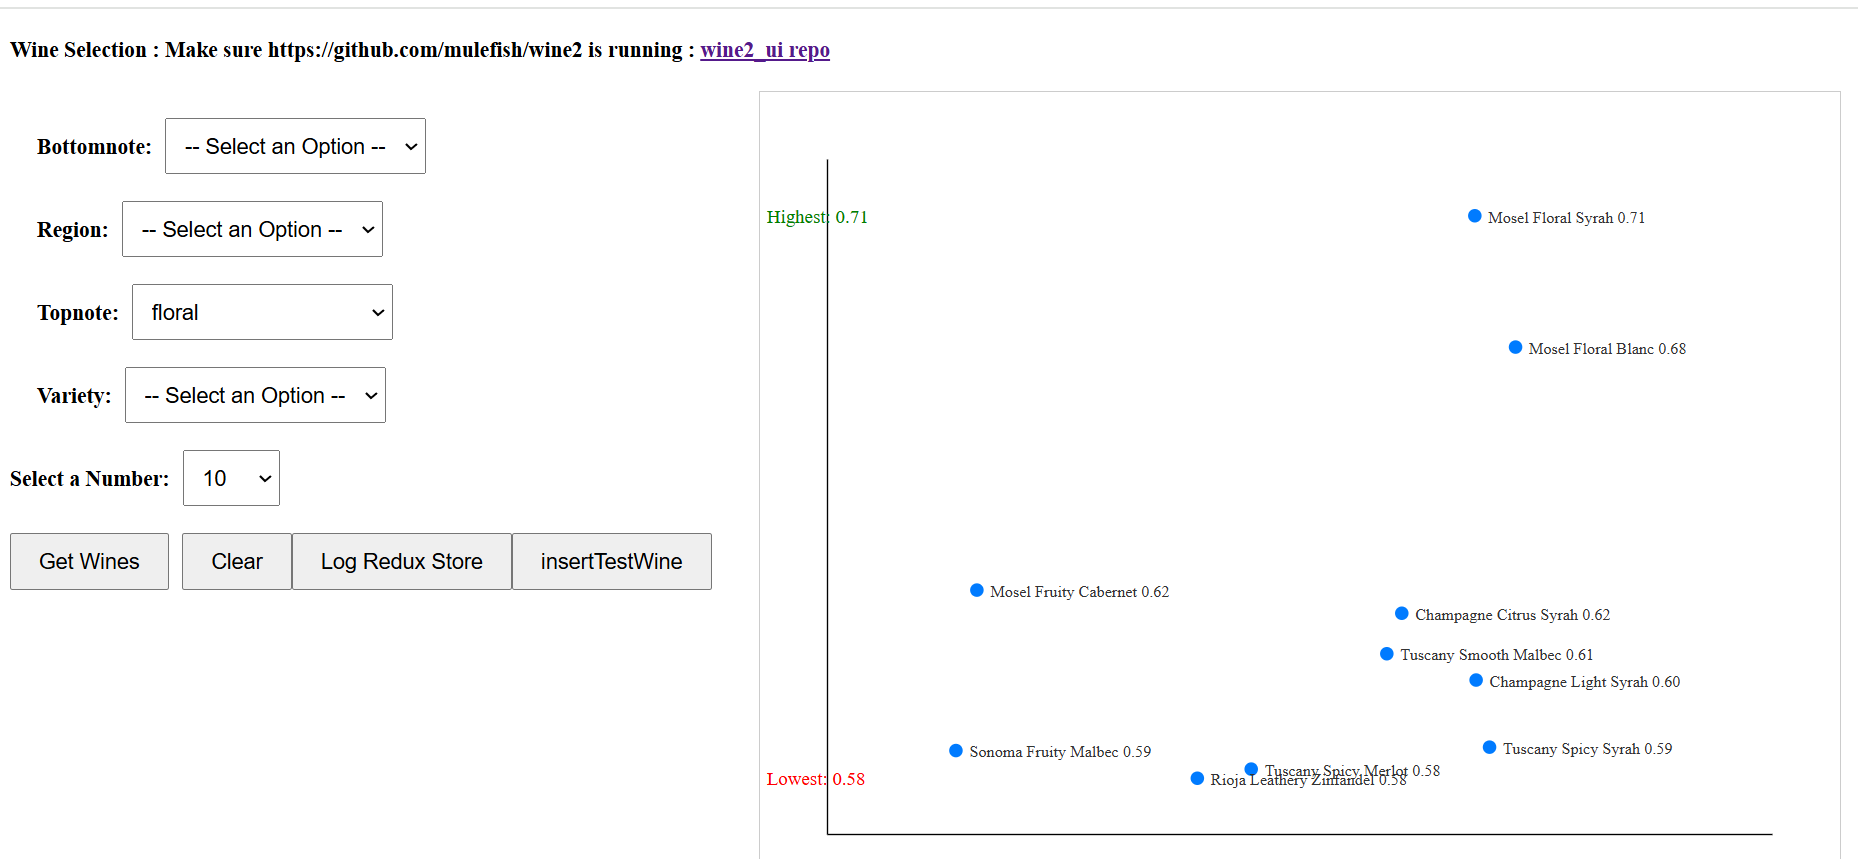 Wine Selection : Make sure https://github.com/mulefish/wine2 is running : wine2_ui repo
Bottomnote: -- Select an Option --
Region: -- Select an Option --
Topnote: floral
Variety: -- Select an Option --
Select a Number: 10
Get Wines Clear Log Redux Store insertTestWine
Highest: 0.71
Mosel Floral Syrah 0.71
Mosel Floral Blanc 0.68
Mosel Fruity Cabernet 0.62
Champagne Citrus Syrah 0.62
Tuscany Smooth Malbec 0.61
Champagne Light Syrah 0.60
Tuscany Spicy Syrah 0.59
Sonoma Fruity Malbec 0.59
Tuscany Spicy Merlot 0.58
Rioja Leathery Zinfandel 0.58
Lowest: 0.58